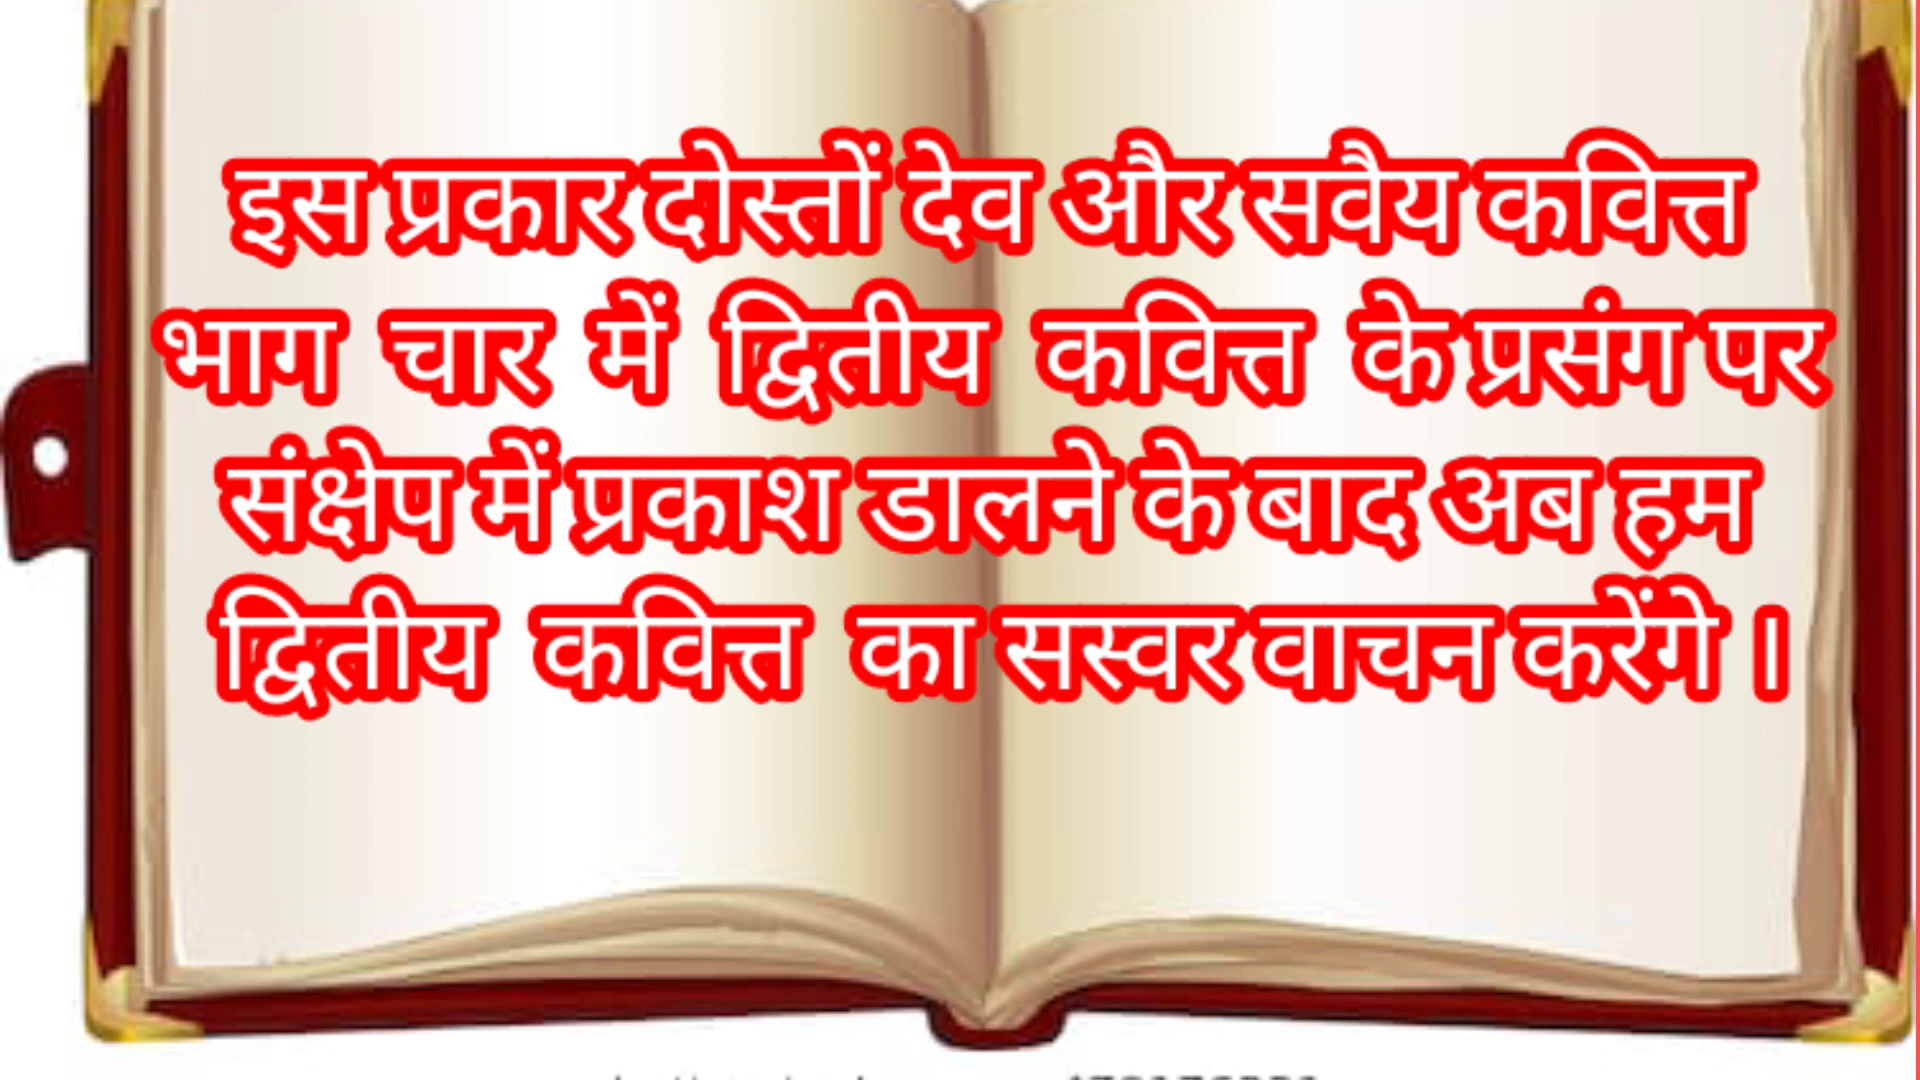 इस प्रकार दोस्तों देव और सवैय कवित्त
भाग चार में द्वितीय कवित्त के प्रसंग पर
संक्षेप में प्रकाश डालने के बाद अब हम
द्वितीय कवित्त का सस्वर वाचन करेंगे ।